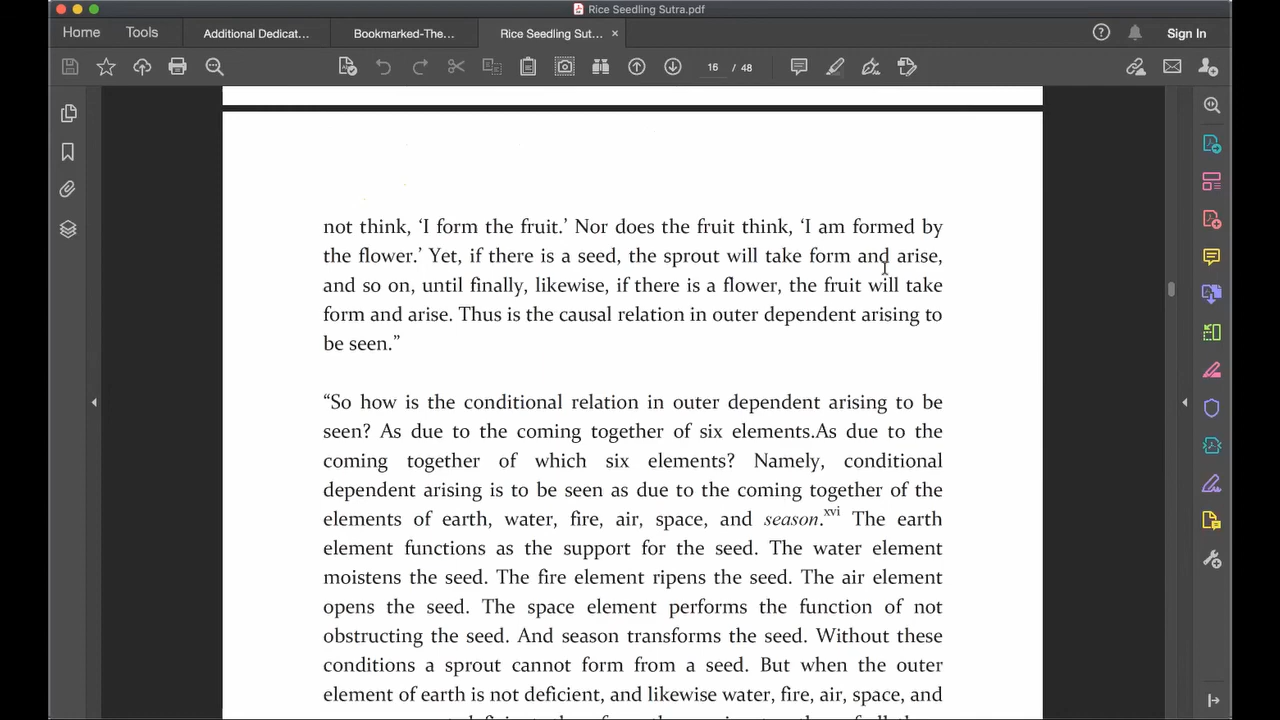 Rice Seedling Sutra.pdf
Home
Tools
Additional Dedicat...
Bookmarked-The...
Rice Seedling Sut...
×
Sign In
16 / 48
not think, ‘I form the fruit.’ Nor does the fruit think, ‘I am formed by
the flower.’ Yet, if there is a seed, the sprout will take form and arise,
and so on, until finally, likewise, if there is a flower, the fruit will take
form and arise. Thus is the causal relation in outer dependent arising to
be seen.”
“So how is the conditional relation in outer dependent arising to be
seen? As due to the coming together of six elements.As due to the
coming together of which six elements? Namely, conditional
dependent arising is to be seen as due to the coming together of the
elements of earth, water, fire, air, space, and season.xvi The earth
element functions as the support for the seed. The water element
moistens the seed. The fire element ripens the seed. The air element
opens the seed. The space element performs the function of not
obstructing the seed. And season transforms the seed. Without these
conditions a sprout cannot form from a seed. But when the outer
element of earth is not deficient, and likewise water, fire, air, space, and